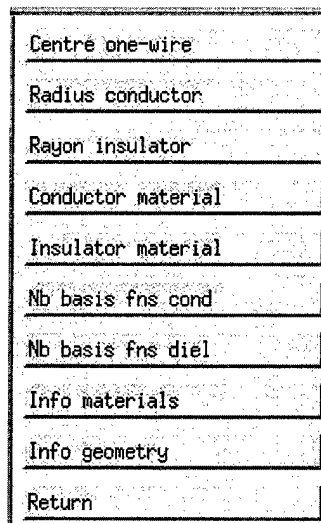 Centre one-wire
Radius conductor
Rayon insulator
Conductor material
Insulator material
Nb basis fns cond
Nb basis fns diel
Info materials
Info geometry
Return